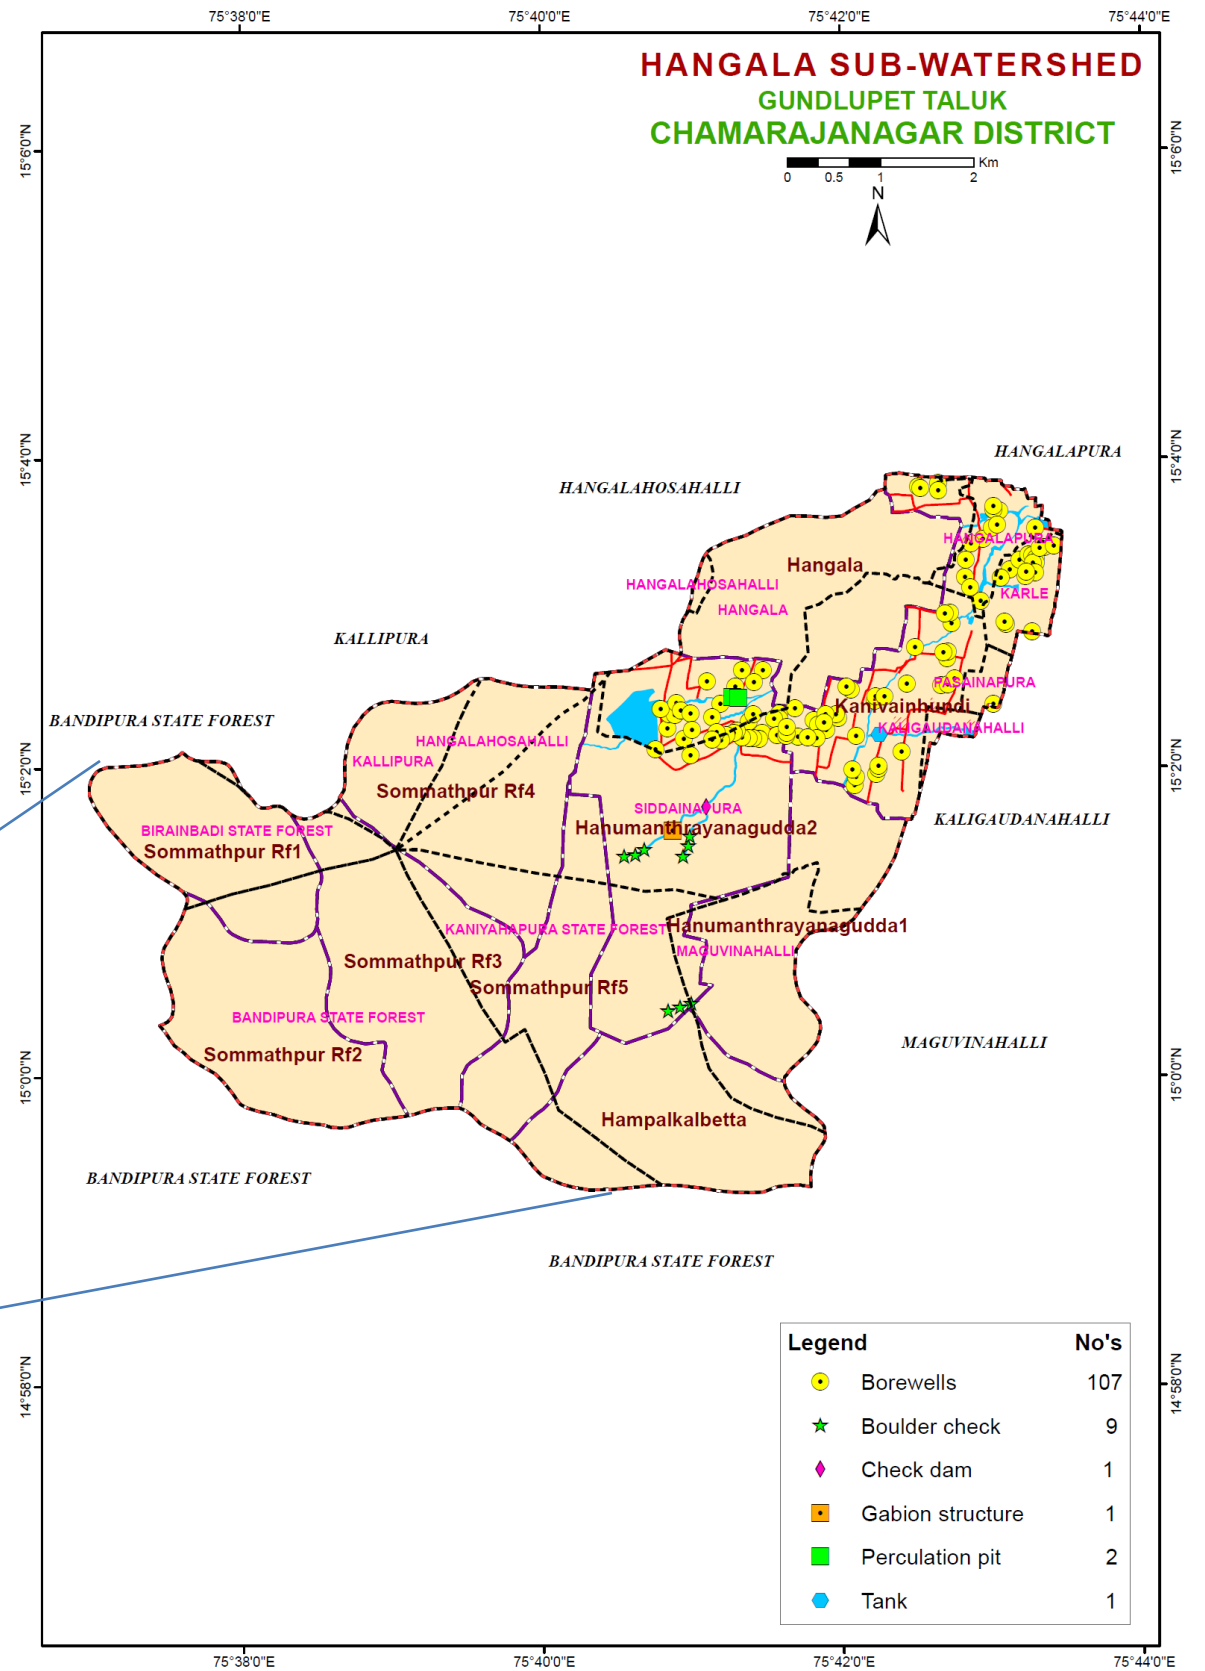 75°38'0"E 75°40'0"E 75°42'0"E 75°44'0"E
HANGALA SUB-WATERSHED
GUNDLUPET TALUK
CHAMARAJANAGAR DISTRICT
15°6'0"N 15°6'0"N
Km
0 0.5 1 2
N
15°4'0"N 15°4'0"N
HANGALAPURA
HANGALAHOSAHALLI
HANGALAPURA
Hangala
HANGALAHOSAHALLI
KARLE
HANGALA
KALLIPURA
PASAINAPURA
Kanivainhundi
BANDIPURA STATE FOREST
KALIGAUDANAHALLI
HANGALAHOSAHALLI
KALLIPURA
15°2'0"N 15°2'0"N
Sommathpur Rf4
SIDDAINAPURA
KALIGAUDANAHALLI
Hanumanthrayanagudda2
BIRAINBADI STATE FOREST
Sommathpur Rf1
Hanumanthrayanagudda1
KANIYAHAPURA STATE FOREST
MAGUVINAHALLI
Sommathpur Rf3
Sommathpur Rf5
BANDIPURA STATE FOREST
MAGUVINAHALLI
Sommathpur Rf2
15°0'0"N 15°0'0"N
Hampalkalbetta
BANDIPURA STATE FOREST
BANDIPURA STATE FOREST
Legend No's
14°58'0"N 14°58'0"N
Borewells 107
Boulder check 9
Check dam 1
Gabion structure 1
Perculation pit 2
Tank 1
75°38'0"E 75°40'0"E 75°42'0"E 75°44'0"E